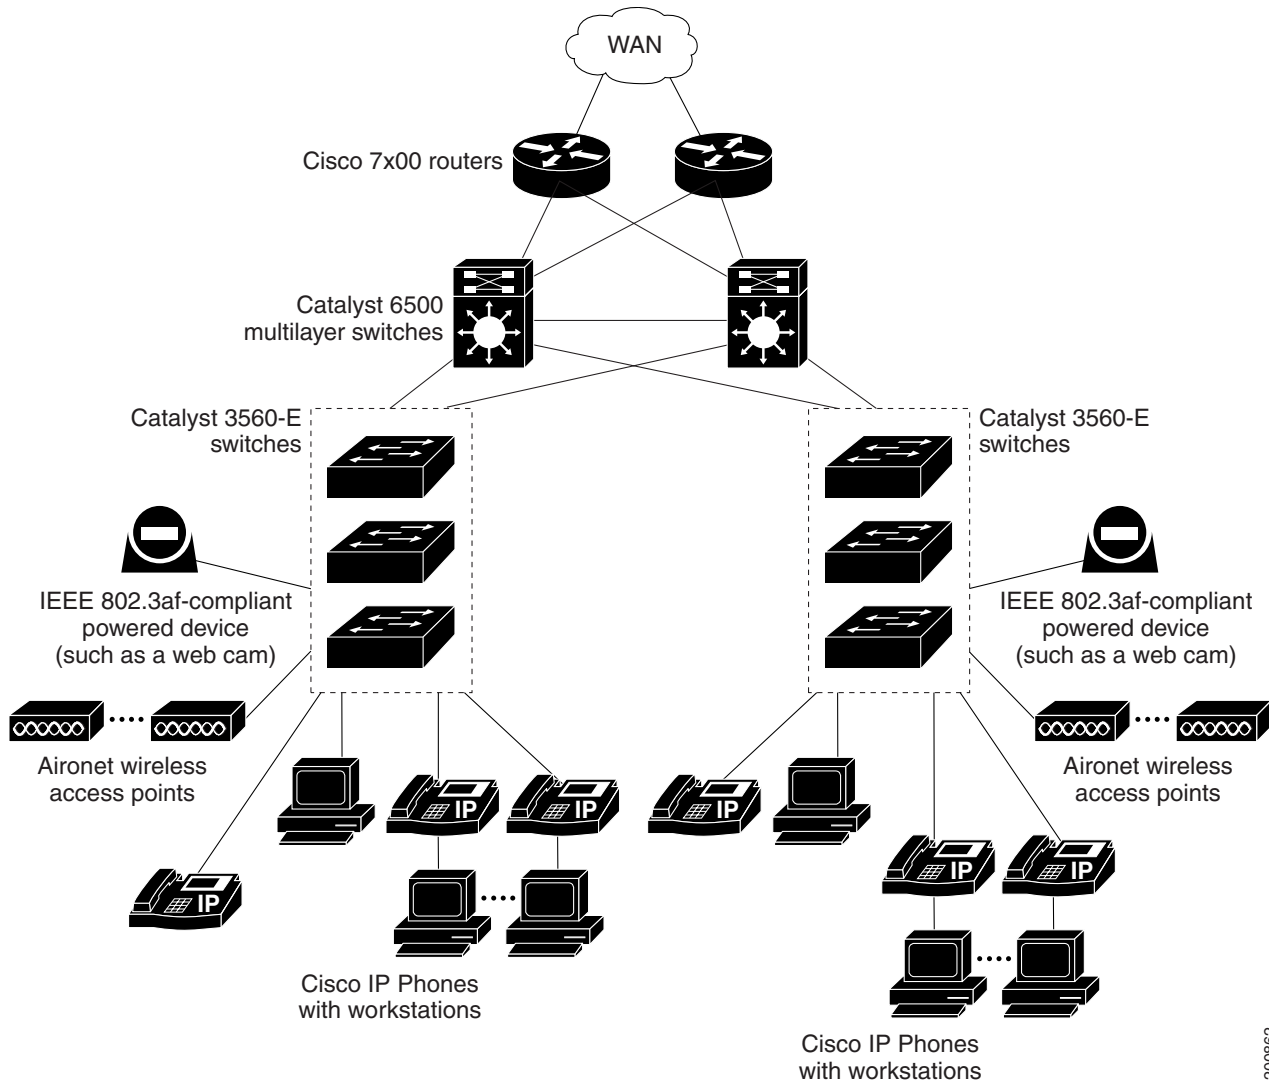 WAN
Cisco 7x00 routers
Catalyst 6500
multilayer switches
Catalyst 3560-E
switches
Catalyst 3560-E
switches
IEEE 802.3af-compliant
powered device
(such as a web cam)
IEEE 802.3af-compliant
powered device
(such as a web cam)
Aironet wireless
access points
Aironet wireless
access points
IP
IP
IP
IP
IP
IP
Cisco IP Phones
with workstations
Cisco IP Phones
with workstations